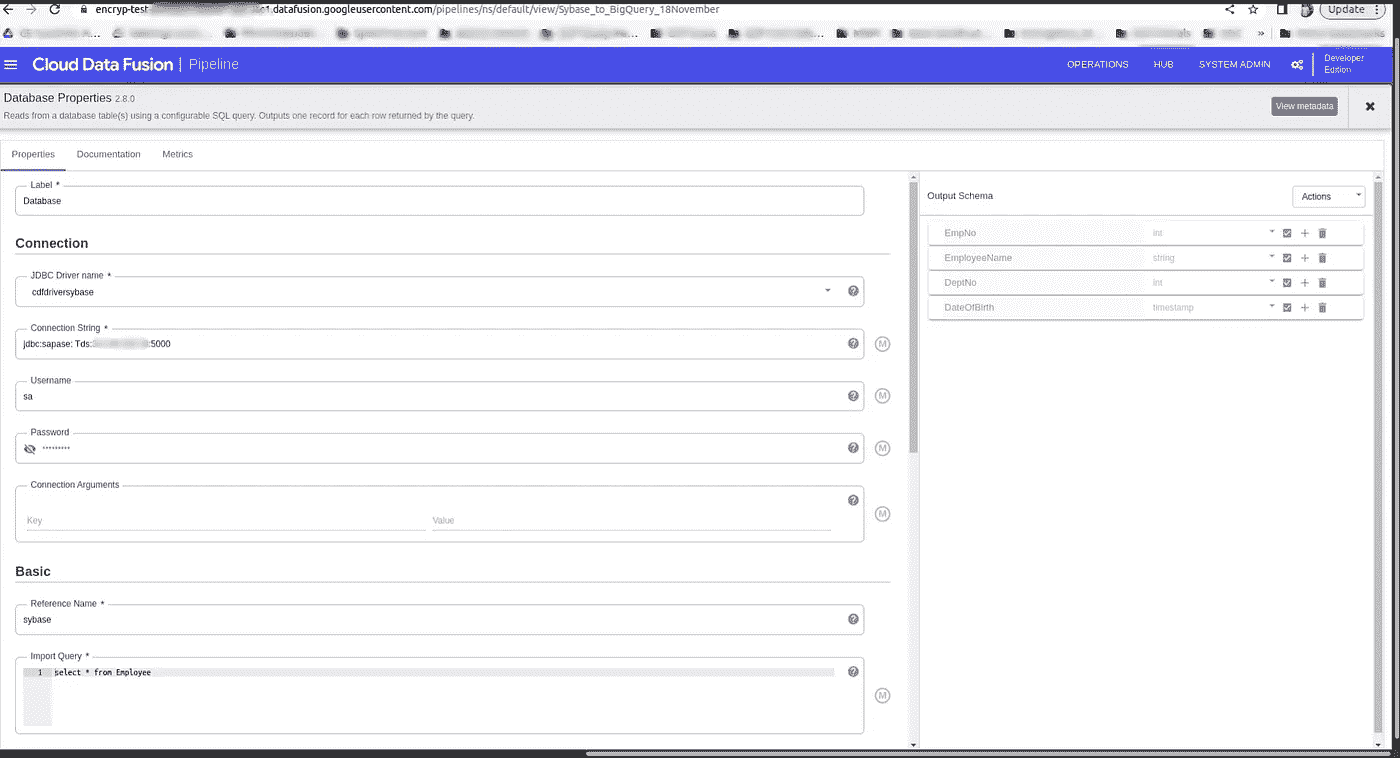 encryp-test- c1.datafusion.googleusercontent.com/pipelines/ns/default/view/Sybase_to_BigQuery_18November
Update
Cloud Data Fusion | Pipeline
OPERATIONS HUB SYSTEM ADMIN Developer Edition
Database Properties 2.8.0
Reads from a database table(s) using a configurable SQL query. Outputs one record for each row returned by the query.
View metadata
Properties Documentation Metrics
Label *
Database
Connection
JDBC Driver name *
cdfdriversybase
Connection String *
jdbc:sapase: Tds: :5000
M
Username
sa
M
Password
•••••••••
M
Connection Arguments
Key Value
M
Basic
Reference Name *
sybase
Import Query *
1 select * from Employee
M
Output Schema
Actions
EmpNo int
EmployeeName string
DeptNo int
DateOfBirth timestamp